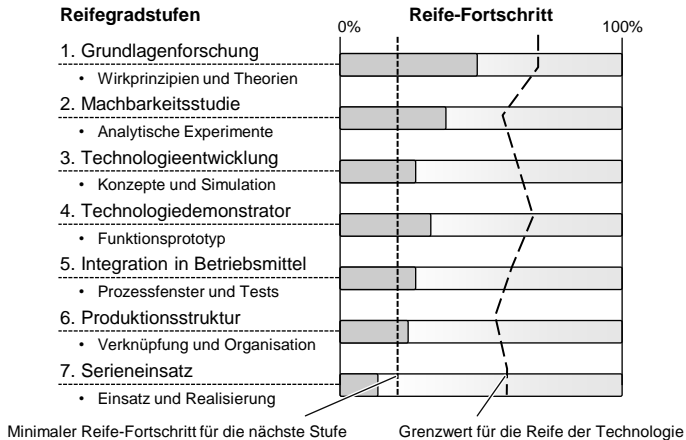 Reifegradstufen
Reife-Fortschritt
0%
100%
1. Grundlagenforschung
• Wirkprinzipien und Theorien
2. Machbarkeitsstudie
• Analytische Experimente
3. Technologieentwicklung
• Konzepte und Simulation
4. Technologiedemonstrator
• Funktionsprototyp
5. Integration in Betriebsmittel
• Prozessfenster und Tests
6. Produktionsstruktur
• Verknüpfung und Organisation
7. Serieneinsatz
• Einsatz und Realisierung
Minimaler Reife-Fortschritt für die nächste Stufe
Grenzwert für die Reife der Technologie